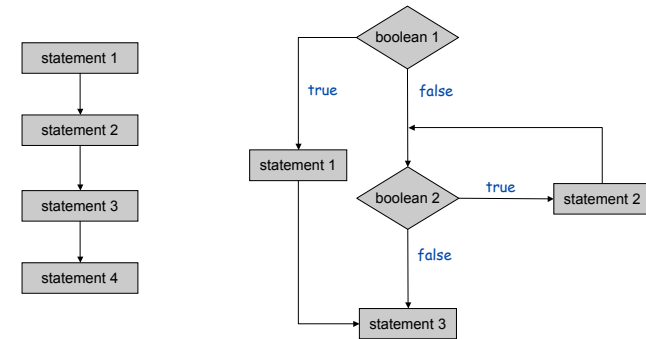 statement 1
statement 2
statement 3
statement 4
boolean 1
true
false
statement 1
boolean 2
true
statement 2
false
statement 3